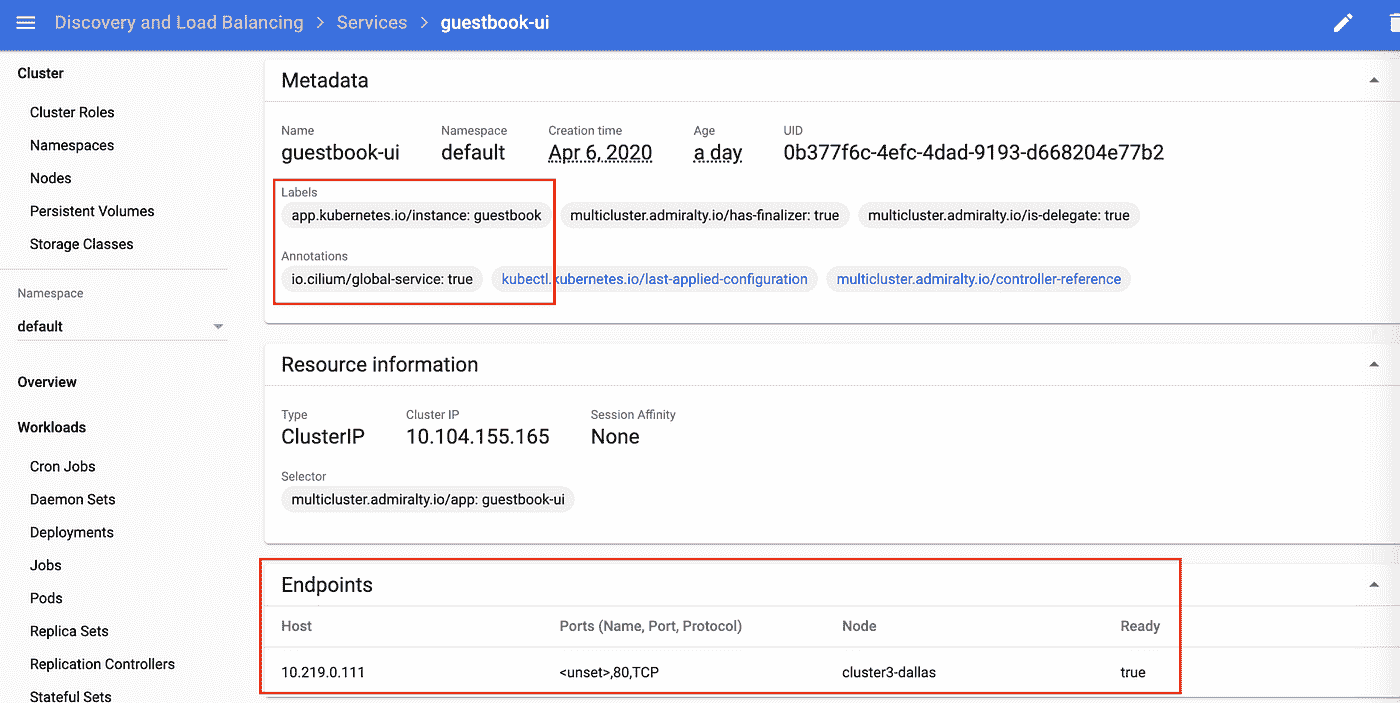 Discovery and Load Balancing > Services > guestbook-ui
Cluster
Cluster Roles
Namespaces
Nodes
Persistent Volumes
Storage Classes
Namespace
default
Overview
Workloads
Cron Jobs
Daemon Sets
Deployments
Jobs
Pods
Replica Sets
Replication Controllers
Stateful Sets
Metadata
Name Namespace Creation time Age UID
guestbook-ui default Apr 6, 2020 a day 0b377f6c-4efc-4dad-9193-d668204e77b2
Labels
app.kubernetes.io/instance: guestbook multicluster.admiralty.io/has-finalizer: true multicluster.admiralty.io/is-delegate: true
Annotations
io.cilium/global-service: true kubectl.kubernetes.io/last-applied-configuration multicluster.admiralty.io/controller-reference
Resource information
Type Cluster IP Session Affinity
ClusterIP 10.104.155.165 None
Selector
multicluster.admiralty.io/app: guestbook-ui
Endpoints
Host Ports (Name, Port, Protocol) Node Ready
10.219.0.111 <unset>,80,TCP cluster3-dallas true